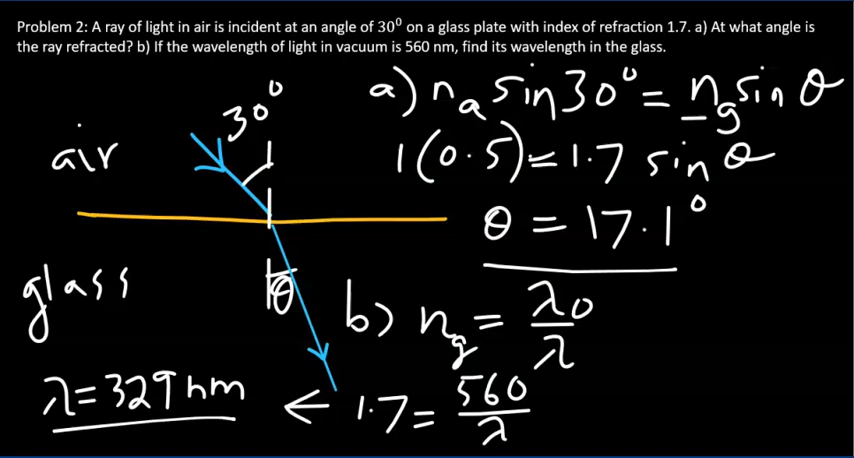 Problem 2: A ray of light in air is incident at an angle of 30⁰ on a glass plate with index of refraction 1.7. a) At what angle is
the ray refracted? b) If the wavelength of light in vacuum is 560 nm, find its wavelength in the glass.
30⁰
air
a) nₐ sin30⁰ = n_g sin θ
1(0.5) = 1.7 sin θ
θ = 17.1⁰
glass
θ
b) n_g = λ0/λ
1.7 = 560/λ
← λ = 329 nm